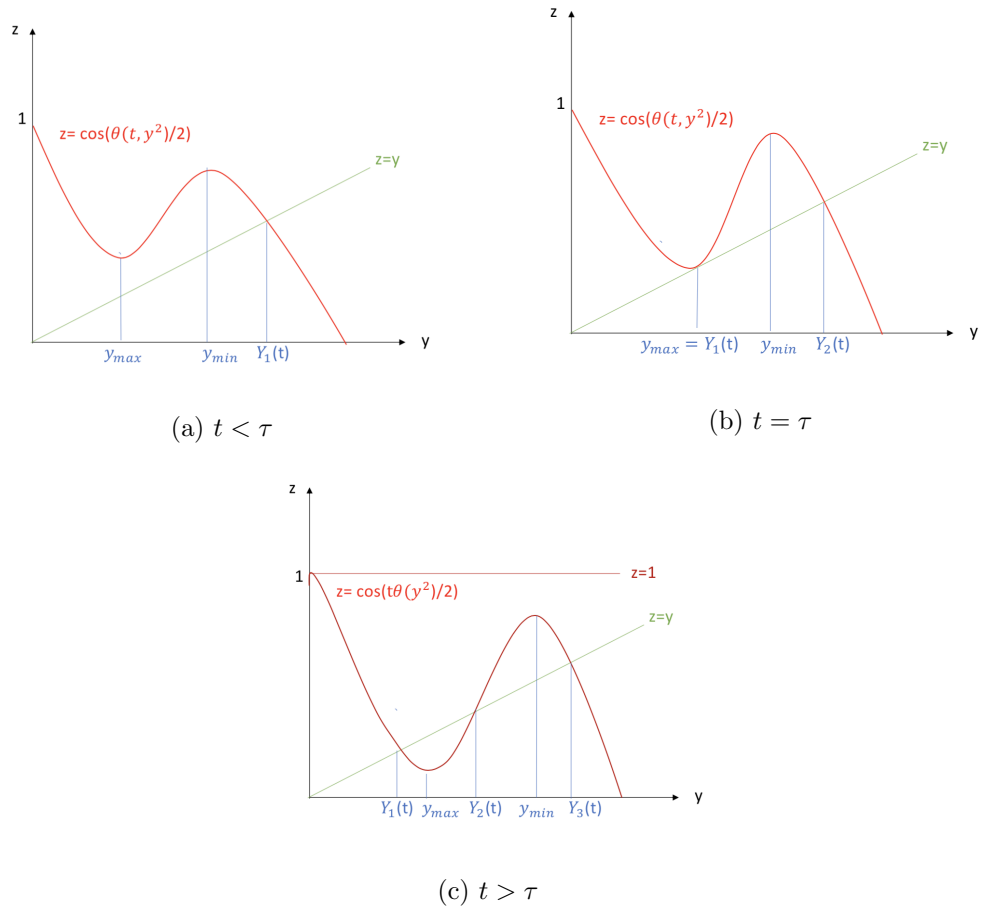 z
1
z= cos(θ(t, y²)/2)
z=y
y
y_max
y_min
Y₁(t)
(a) t < τ
z
1
z= cos(θ(t, y²)/2)
z=y
y
y_max = Y₁(t)
y_min
Y₂(t)
(b) t = τ
z
1
z=1
z= cos(tθ(y²)/2)
z=y
y
Y₁(t)
y_max
Y₂(t)
y_min
Y₃(t)
(c) t > τ